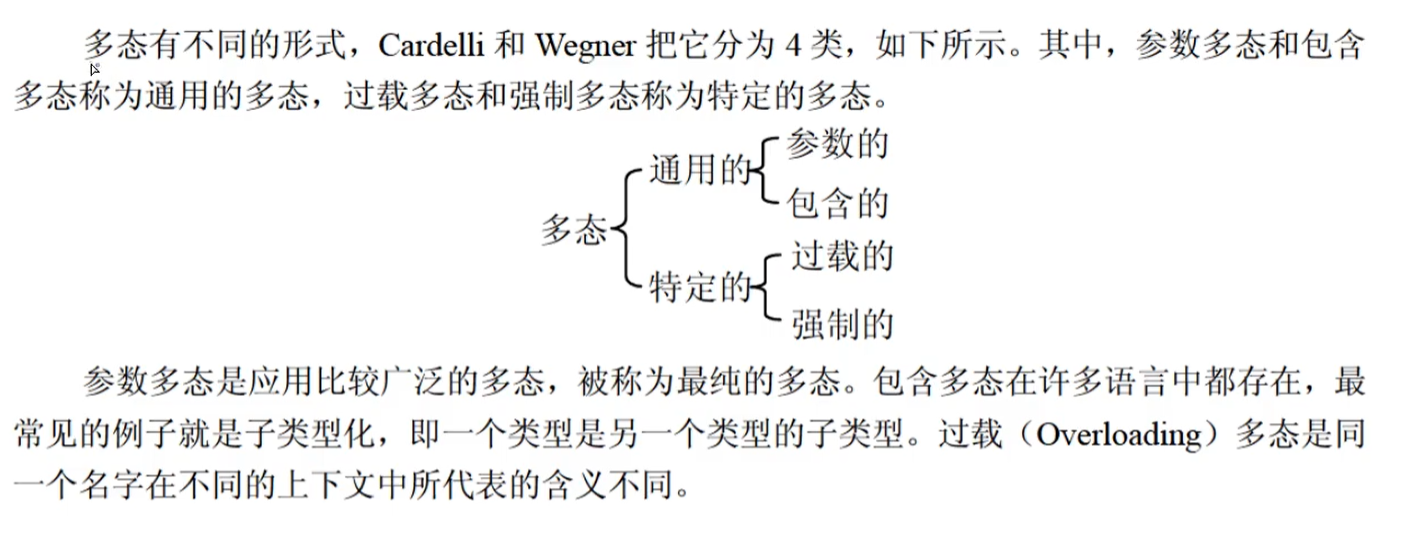 多态有不同的形式，Cardelli 和 Wegner 把它分为 4 类，如下所示。其中，参数多态和包含
多态称为通用的多态，过载多态和强制多态称为特定的多态。
参数的
通用的
包含的
多态
过载的
特定的
强制的
参数多态是应用比较广泛的多态，被称为最纯的多态。包含多态在许多语言中都存在，最
常见的例子就是子类型化，即一个类型是另一个类型的子类型。过载（Overloading）多态是同
一个名字在不同的上下文中所代表的含义不同。